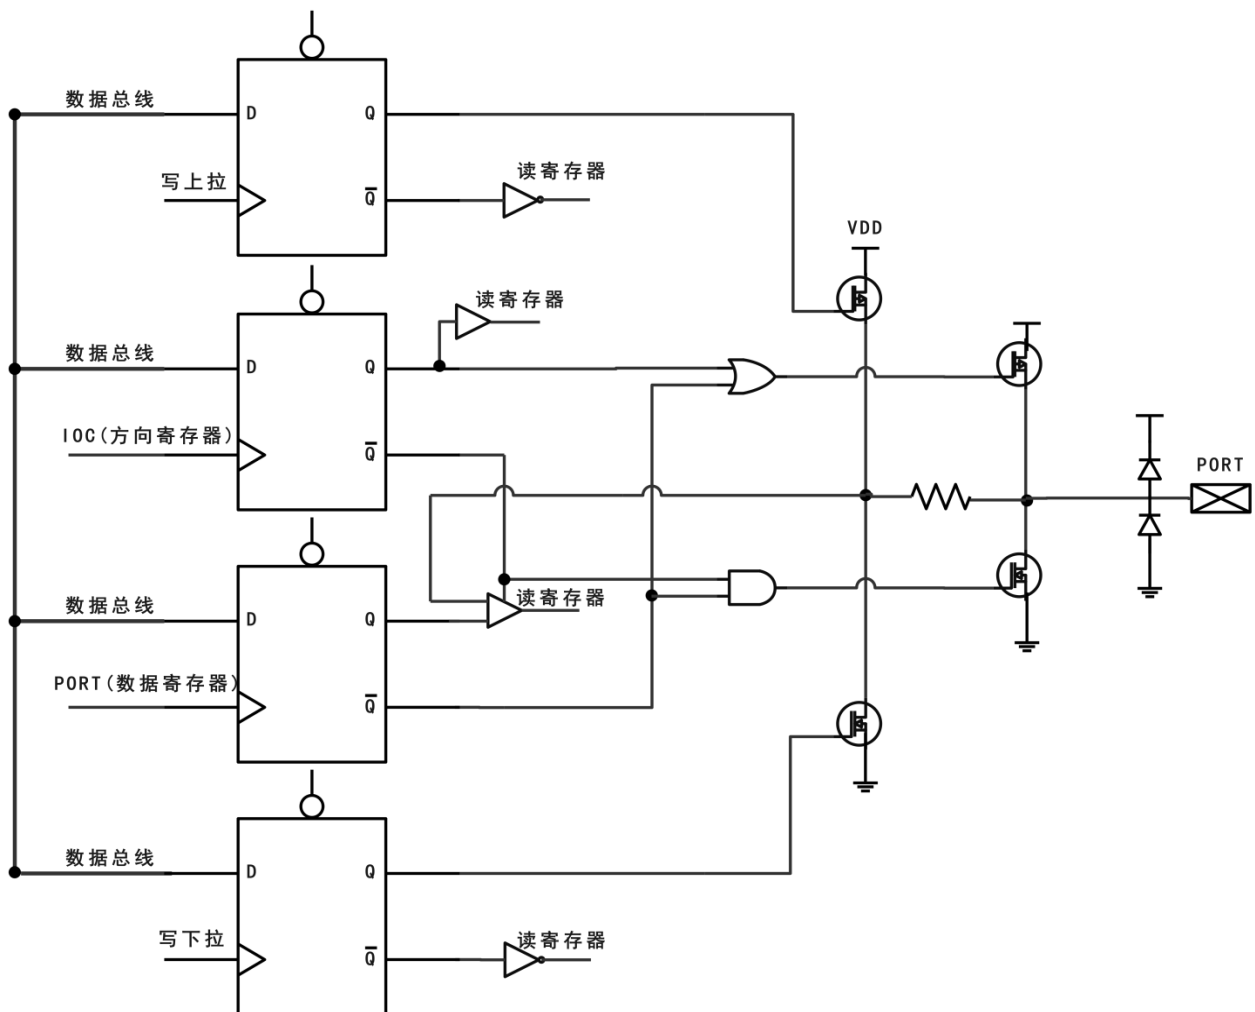 数据总线
D
Q
写上拉
Q
读寄存器
VDD
读寄存器
数据总线
D
Q
IOC(方向寄存器)
Q
PORT
数据总线
D
Q
读寄存器
PORT(数据寄存器)
Q
数据总线
D
Q
写下拉
Q
读寄存器